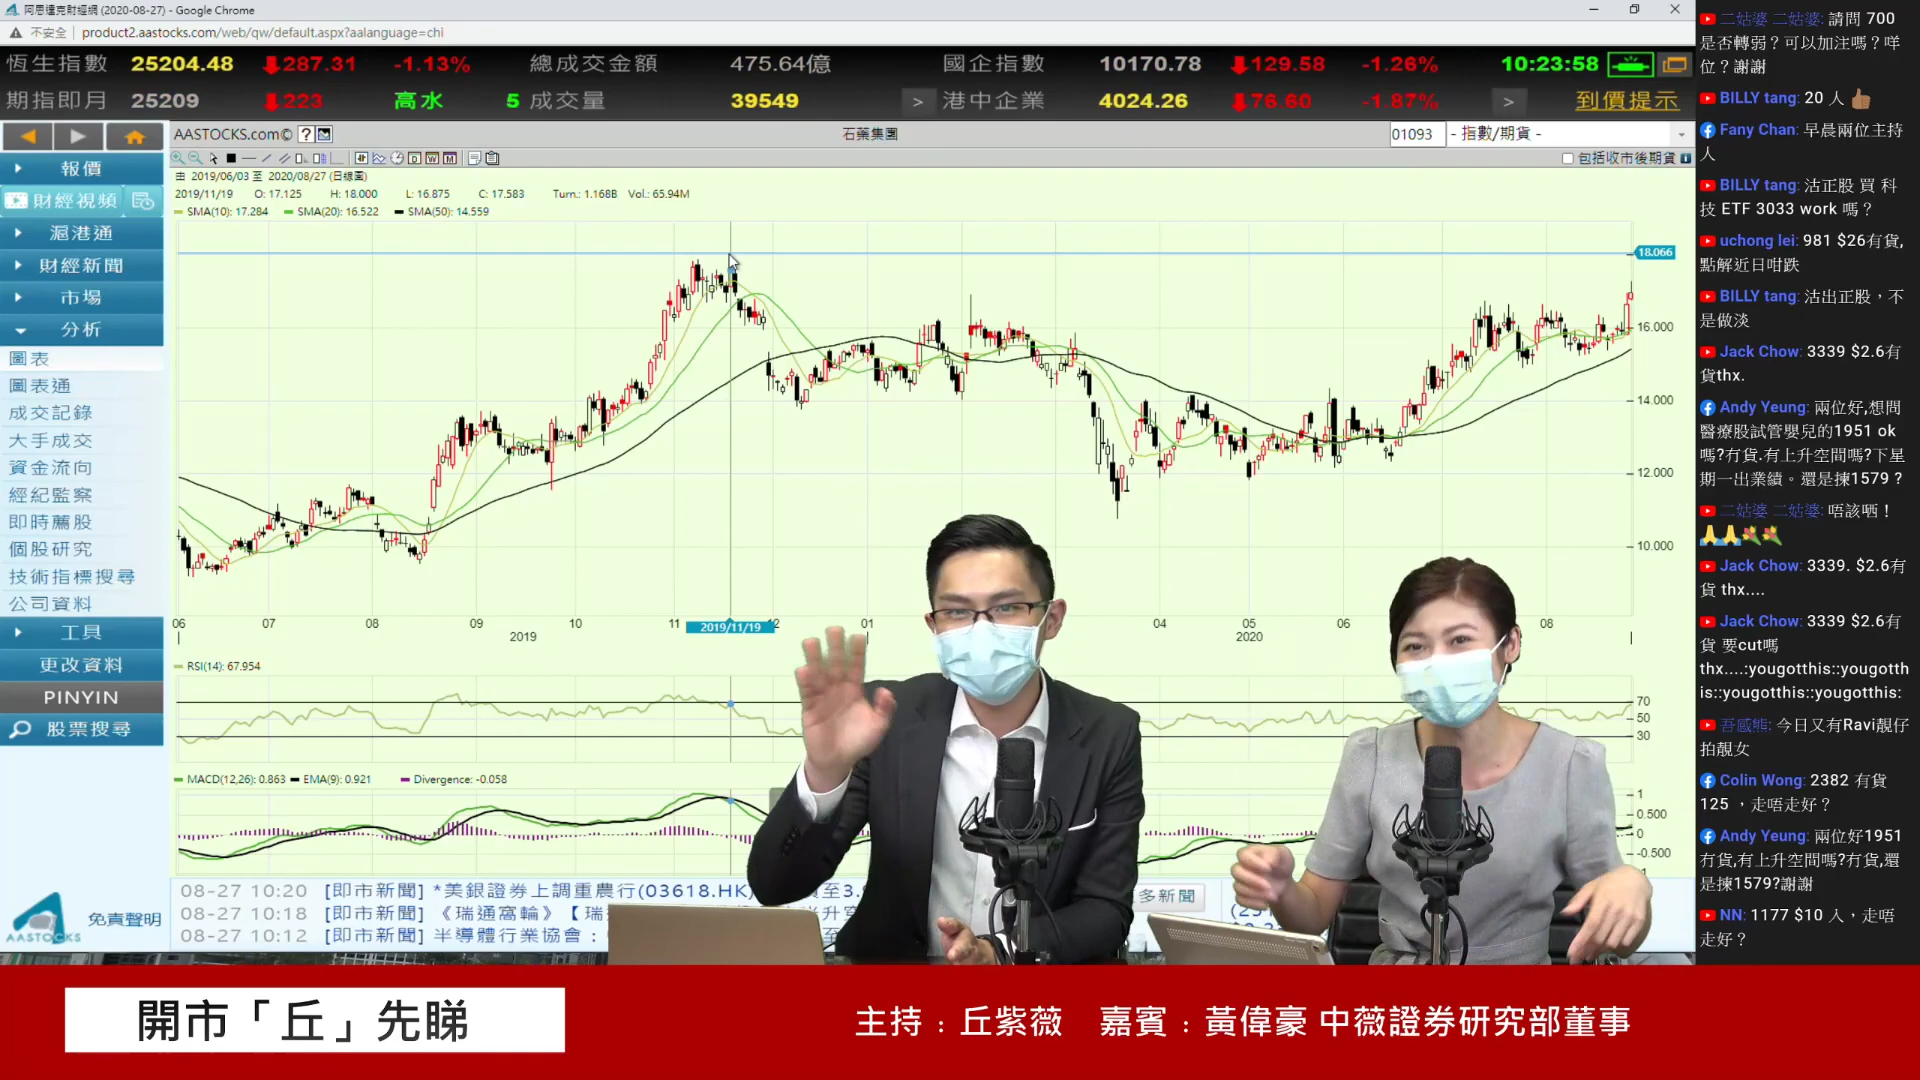 阿思達克財經網 (2020-08-27) - Google Chrome
不安全 | product2.aastocks.com/web/qw/default.aspx?aalanguage=chi
恆生指數 25204.48 287.31 -1.13% 總成交金額 475.64億 國企指數 10170.78 129.58 -1.26% 10:23:58
期指即月 25209 223 高水 5 成交量 39549 > 港中企業 4024.26 76.60 -1.87% > 到價提示
AASTOCKS.com© ? 石藥集團 01093 - 指數/期貨 -
包括收市後期貨
由 2019/06/03 至 2020/08/27 (日線圖)
2019/11/19 O: 17.125 H: 18.000 L: 16.875 C: 17.583 Turn.: 1.168B Vol.: 65.94M
SMA(10): 17.284 SMA(20): 16.522 SMA(50): 14.559
18.066
16.000
14.000
12.000
10.000
06 07 08 09 10 11 2019/11/19 2 01 04 05 06 08
2019 2020
RSI(14): 67.954
70
50
30
MACD(12,26): 0.863 EMA(9): 0.921 Divergence: -0.058
1
0.500
0
-0.500
報價
財經視頻
滬港通
財經新聞
市場
分析
圖表
圖表通
成交記錄
大手成交
資金流向
經紀監察
即時薦股
個股研究
技術指標搜尋
公司資料
工具
更改資料
PINYIN
股票搜尋
AASTOCKS
免責聲明
08-27 10:20 [即市新聞] *美銀證券上調重農行(03618.HK)
08-27 10:18 [即市新聞] 《瑞通窩輪》【瑞
08-27 10:12 [即市新聞] 半導體行業協會：
多新聞
二姑婆 二姑婆: 請問 700
是否轉弱？可以加注嗎？咩
位？謝謝
BILLY tang: 20 人 👍🏾
Fany Chan: 早晨兩位主持
人
BILLY tang: 沽正股 買 科
技 ETF 3033 work 嗎？
uchong lei: 981 $26有貨,
點解近日咁跌
BILLY tang: 沽出正股，不
是做淡
Jack Chow: 3339 $2.6有
貨thx.
Andy Yeung: 兩位好,想問
醫療股試管嬰兒的1951 ok
嗎?冇貨.有上升空間嗎?下星
期一出業績。還是揀1579 ?
二姑婆 二姑婆: 唔該晒！
🙏🙏💐💐
Jack Chow: 3339. $2.6有
貨 thx....
Jack Chow: 3339 $2.6有
貨 要cut嗎
thx....:yougotthis::yougotth
is::yougotthis::yougotthis:
吾感熊: 今日又有Ravi靚仔
拍靚女
Colin Wong: 2382 有貨
125 ，走唔走好？
Andy Yeung: 兩位好1951
冇貨,有上升空間嗎?冇貨,還
是揀1579?謝謝
NN: 1177 $10 人，走唔
走好？
開市「丘」先睇
主持﹕丘紫薇 嘉賓﹕黃偉豪 中薇證券研究部董事